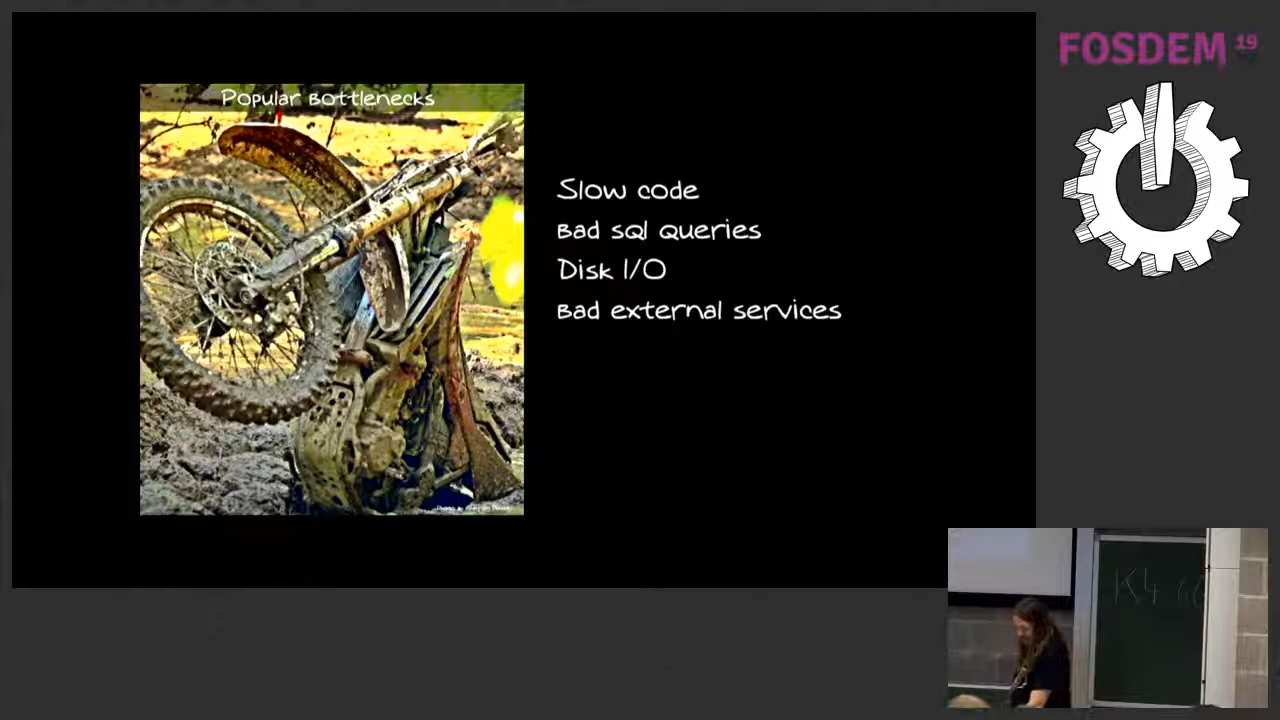 FOSDEM 19
Popular bottlenecks
Slow code
Bad sql queries
Disk I/O
Bad external services